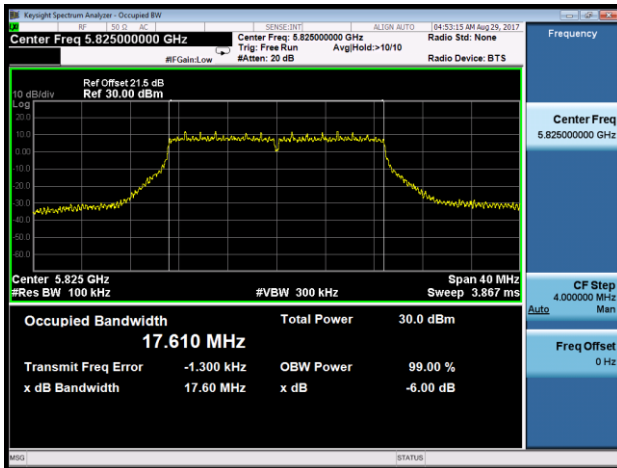 Keysight Spectrum Analyzer - Occupied BW
RF 50 Ω AC SENSE:INT ALIGN AUTO 04:53:15 AM Aug 29, 2017
Center Freq 5.825000000 GHz Center Freq: 5.825000000 GHz Radio Std: None
Trig: Free Run Avg|Hold:>10/10
#IFGain:Low #Atten: 20 dB Radio Device: BTS
Frequency
Ref Offset 21.5 dB
10 dB/div Ref 30.00 dBm
Log
20.0
10.0
0.00
-10.0
-20.0
-30.0
-40.0
-50.0
-60.0
Center Freq
5.825000000 GHz
Center 5.825 GHz Span 40 MHz
#Res BW 100 kHz #VBW 300 kHz Sweep 3.867 ms
CF Step
4.000000 MHz
Auto Man
Occupied Bandwidth Total Power 30.0 dBm
17.610 MHz
Transmit Freq Error -1.300 kHz OBW Power 99.00 %
x dB Bandwidth 17.60 MHz x dB -6.00 dB
Freq Offset
0 Hz
MSG STATUS